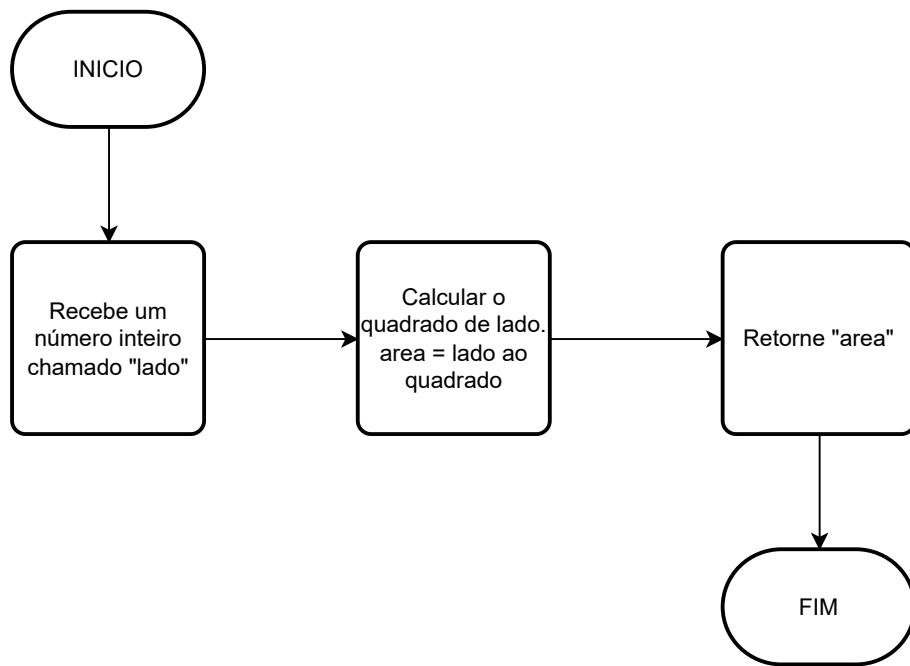 INICIO
Recebe um
número inteiro
chamado "lado"
Calcular o
quadrado de lado.
area = lado ao
quadrado
Retorne "area"
FIM